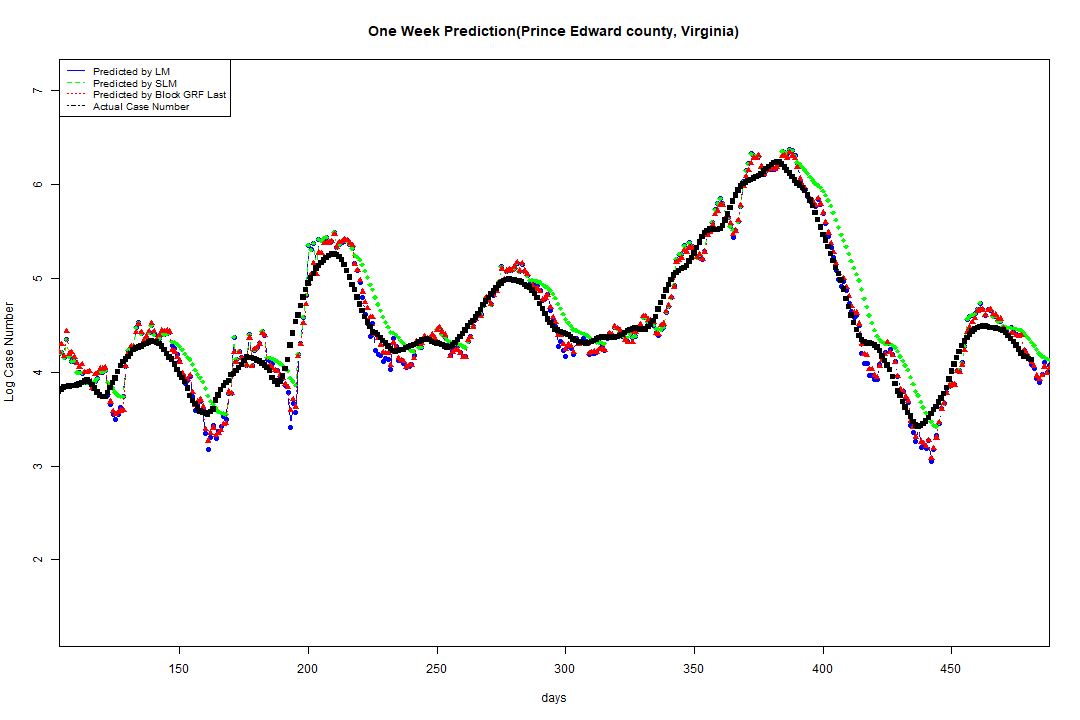 One Week Prediction(Prince Edward county, Virginia)
Predicted by LM
Predicted by SLM
Predicted by Block GRF Last
Actual Case Number
7
6
5
4
3
2
Log Case Number
150 200 250 300 350 400 450
days